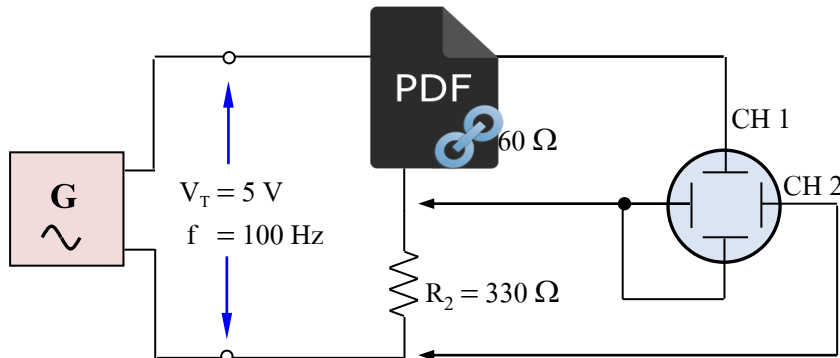 PDF
60 Ω
CH 1
CH 2
G
V_T = 5 V
f = 100 Hz
R_2 = 330 Ω